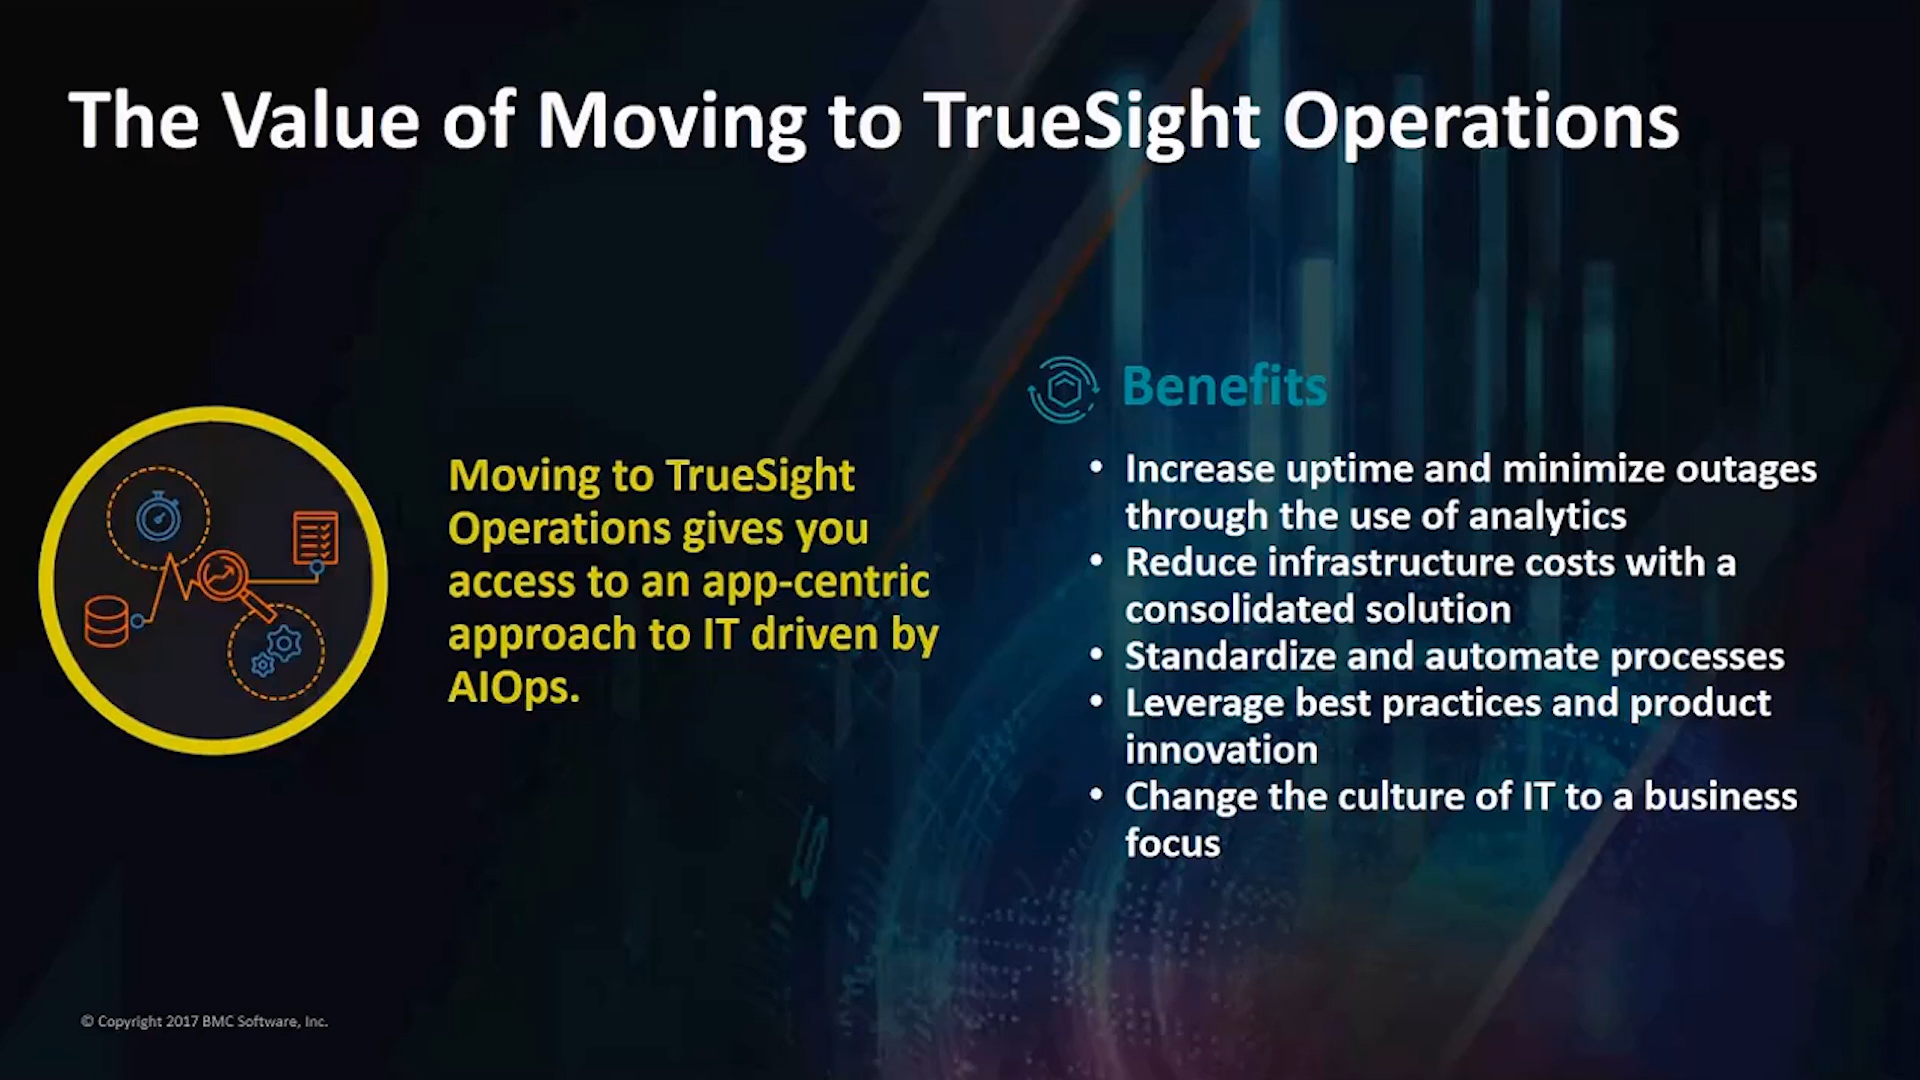 The Value of Moving to TrueSight Operations
Moving to TrueSight
Operations gives you
access to an app-centric
approach to IT driven by
AIOps.
Benefits
• Increase uptime and minimize outages
through the use of analytics
• Reduce infrastructure costs with a
consolidated solution
• Standardize and automate processes
• Leverage best practices and product
innovation
• Change the culture of IT to a business
focus
© Copyright 2017 BMC Software, Inc.